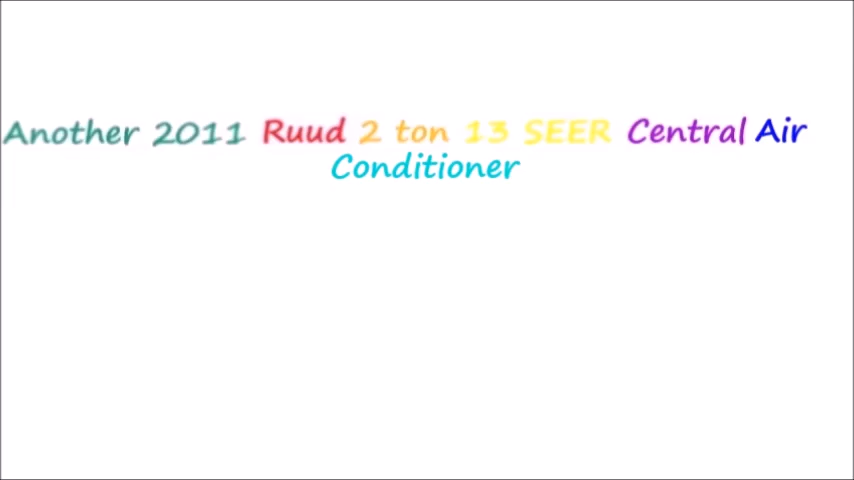 Another 2011 Ruud 2 ton 13 SEER Central Air
Conditioner